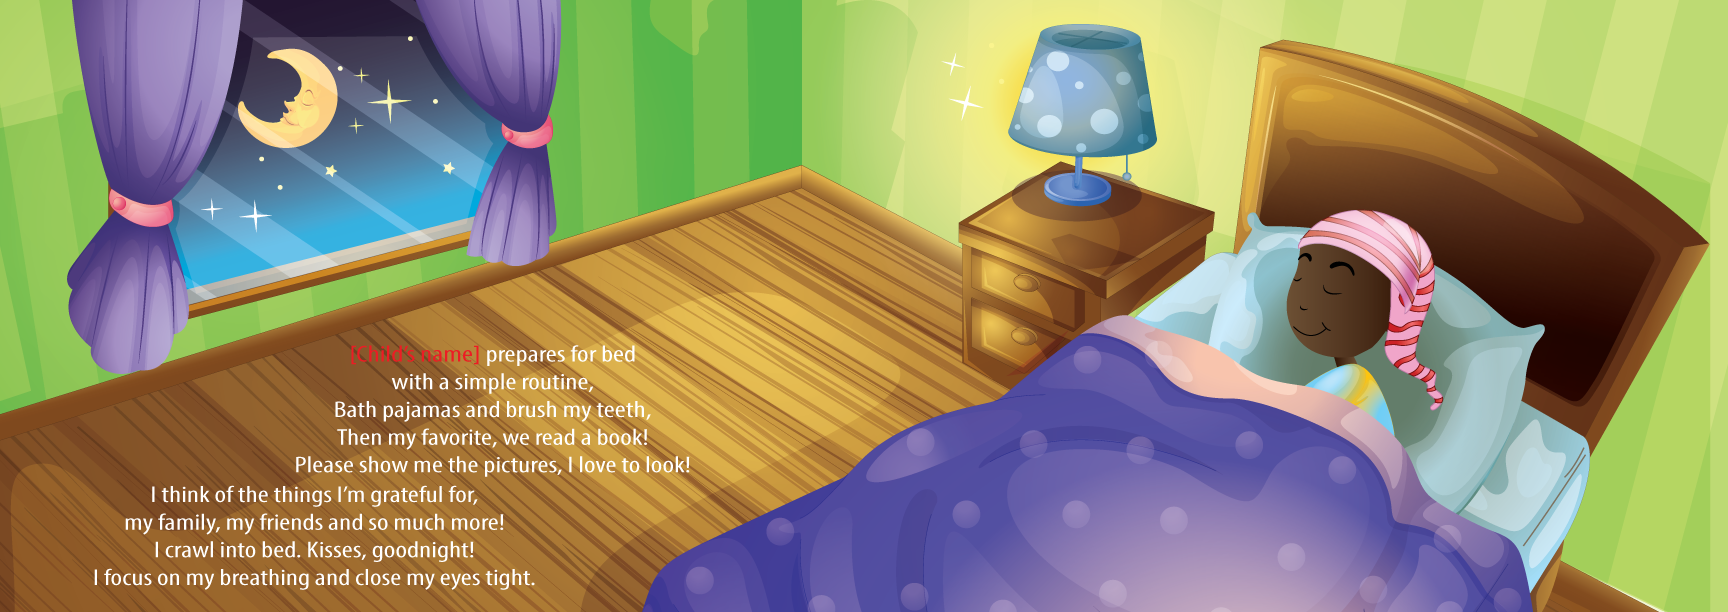 [Child's name] prepares for bed
with a simple routine,
Bath pajamas and brush my teeth,
Then my favorite, we read a book!
Please show me the pictures, I love to look!
I think of the things I'm grateful for,
my family, my friends and so much more!
I crawl into bed. Kisses, goodnight!
I focus on my breathing and close my eyes tight.